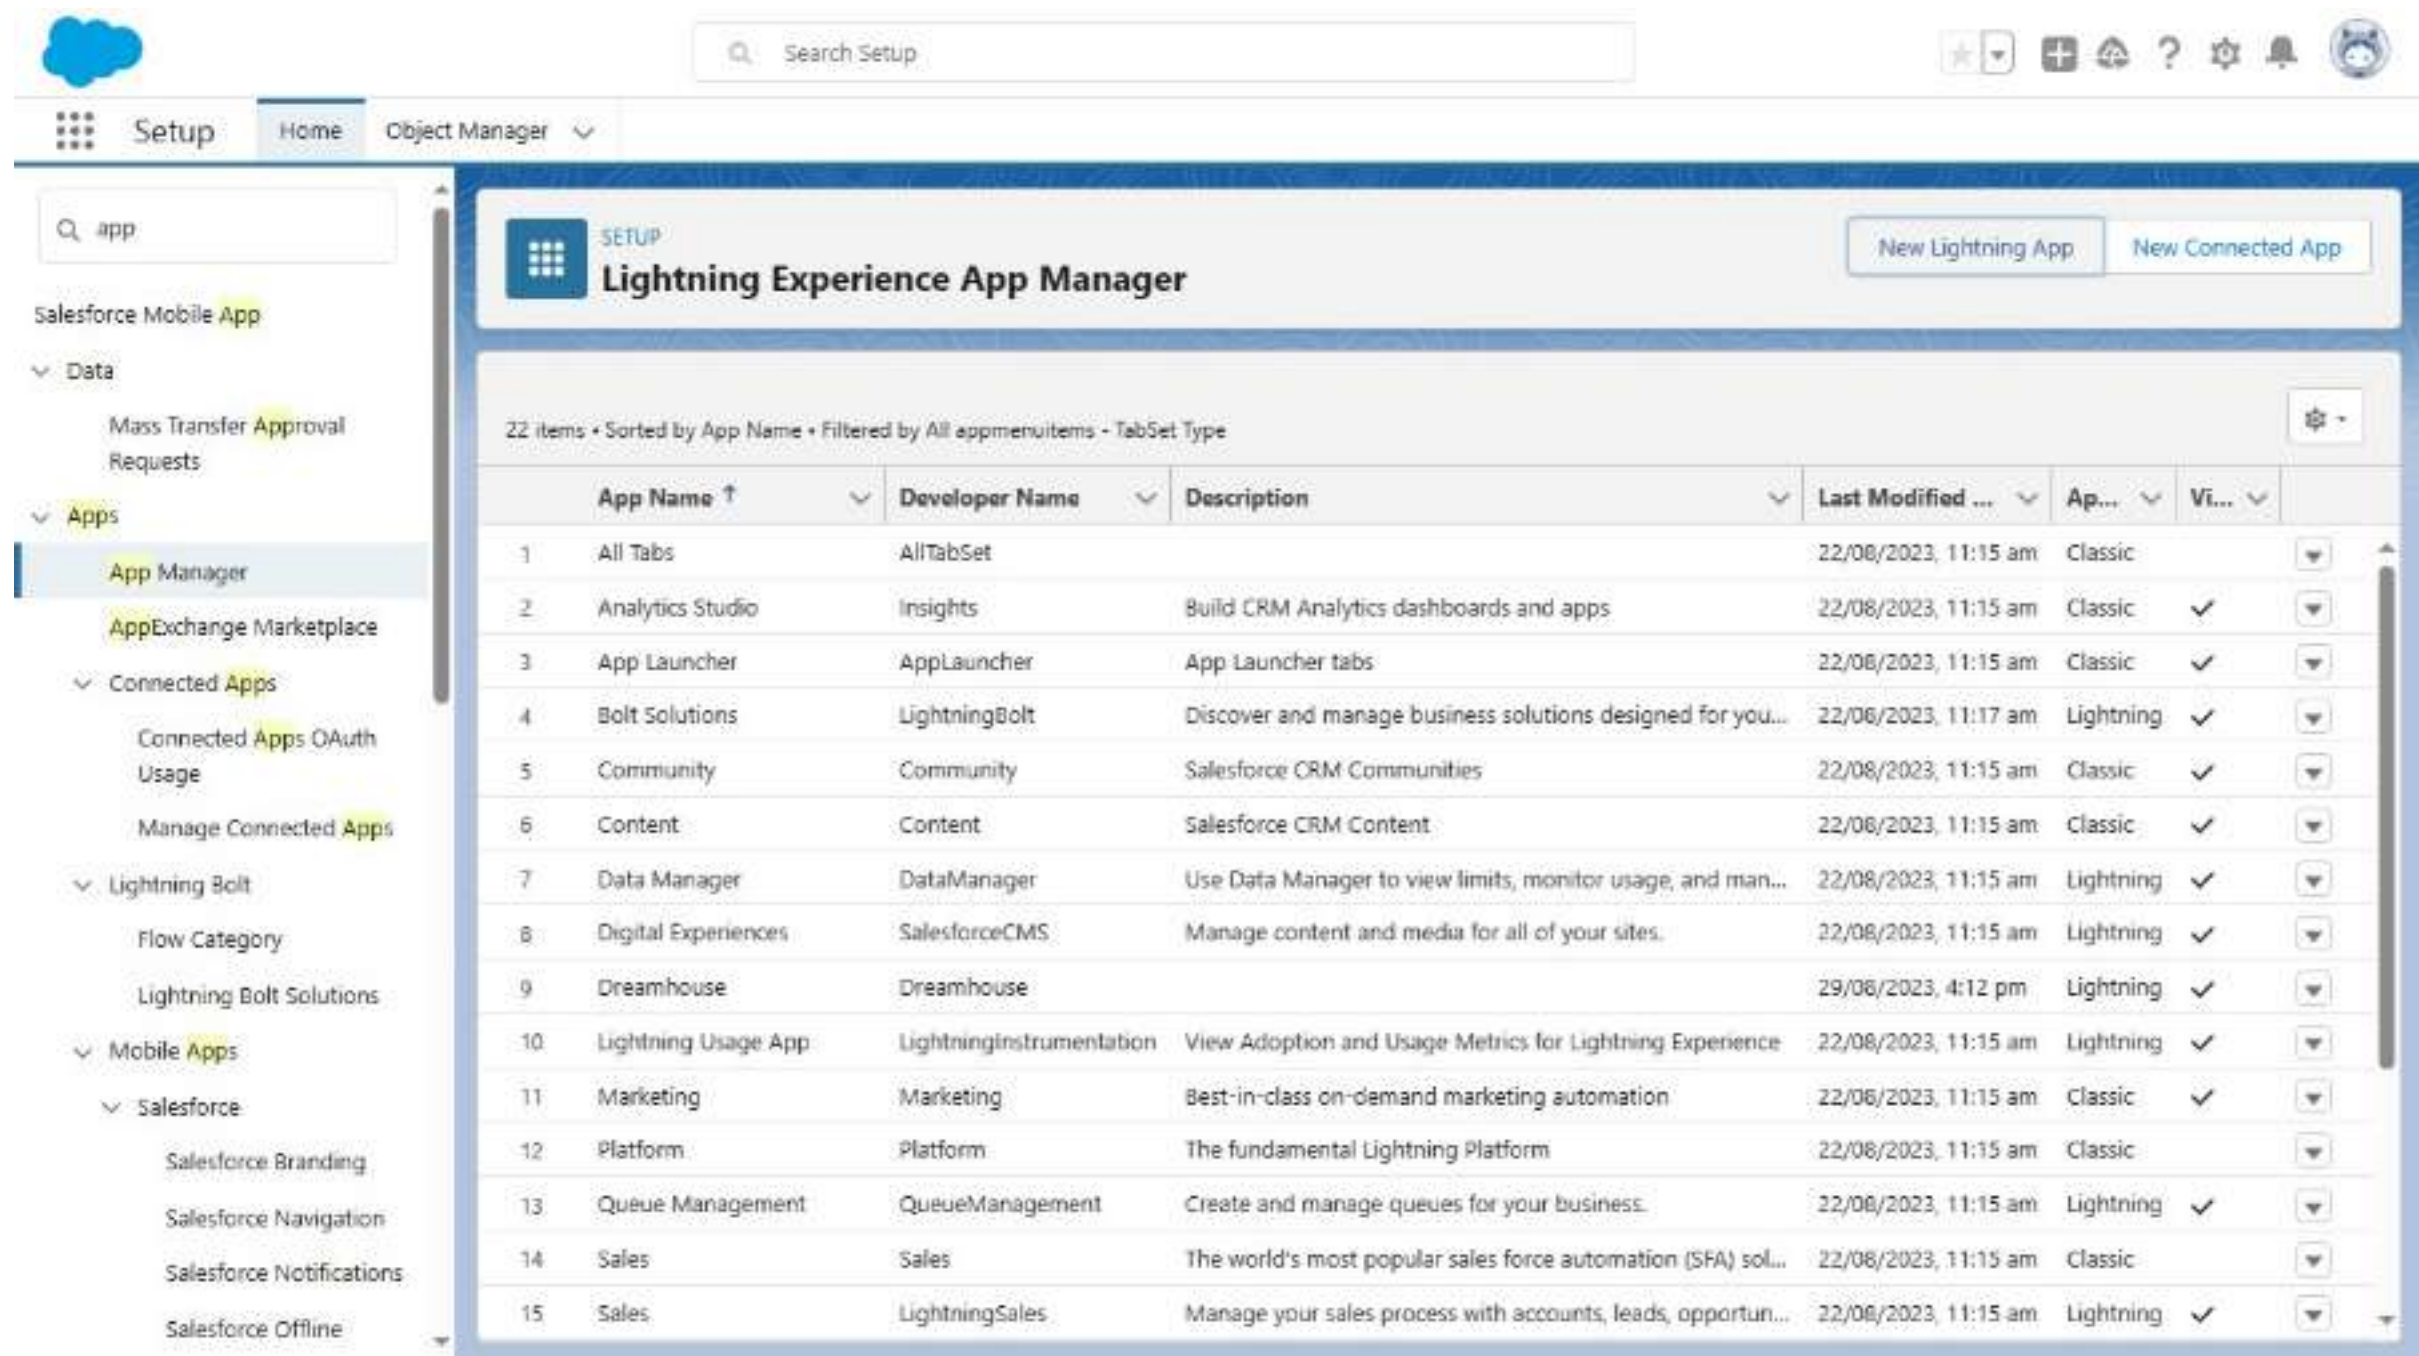 Search Setup
Setup
Home
Object Manager
app
Salesforce Mobile App
Data
Mass Transfer Approval
Requests
Apps
App Manager
AppExchange Marketplace
Connected Apps
Connected Apps OAuth
Usage
Manage Connected Apps
Lightning Bolt
Flow Category
Lightning Bolt Solutions
Mobile Apps
Salesforce
Salesforce Branding
Salesforce Navigation
Salesforce Notifications
Salesforce Offline
SETUP
Lightning Experience App Manager
New Lightning App
New Connected App
22 items • Sorted by App Name • Filtered by All appmenuitems - TabSet Type
App Name ↑ Developer Name Description Last Modified ... Ap... Vi...
1 All Tabs AllTabSet 22/08/2023, 11:15 am Classic
2 Analytics Studio Insights Build CRM Analytics dashboards and apps 22/08/2023, 11:15 am Classic ✓
3 App Launcher AppLauncher App Launcher tabs 22/08/2023, 11:15 am Classic ✓
4 Bolt Solutions LightningBolt Discover and manage business solutions designed for you... 22/08/2023, 11:17 am Lightning ✓
5 Community Community Salesforce CRM Communities 22/08/2023, 11:15 am Classic ✓
6 Content Content Salesforce CRM Content 22/08/2023, 11:15 am Classic ✓
7 Data Manager DataManager Use Data Manager to view limits, monitor usage, and man... 22/08/2023, 11:15 am Lightning ✓
8 Digital Experiences SalesforceCMS Manage content and media for all of your sites. 22/08/2023, 11:15 am Lightning ✓
9 Dreamhouse Dreamhouse 29/08/2023, 4:12 pm Lightning ✓
10 Lightning Usage App LightningInstrumentation View Adoption and Usage Metrics for Lightning Experience 22/08/2023, 11:15 am Lightning ✓
11 Marketing Marketing Best-in-class on-demand marketing automation 22/08/2023, 11:15 am Classic ✓
12 Platform Platform The fundamental Lightning Platform 22/08/2023, 11:15 am Classic
13 Queue Management QueueManagement Create and manage queues for your business. 22/08/2023, 11:15 am Lightning ✓
14 Sales Sales The world's most popular sales force automation (SFA) sol... 22/08/2023, 11:15 am Classic
15 Sales LightningSales Manage your sales process with accounts, leads, opportun... 22/08/2023, 11:15 am Lightning ✓